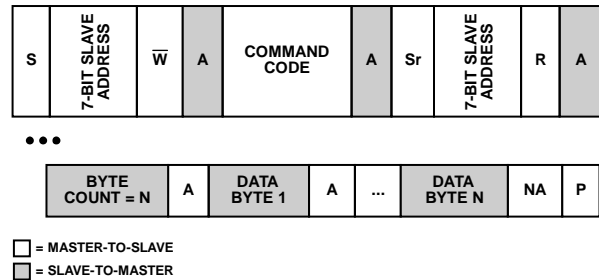 S 7-BIT SLAVE ADDRESS W̅ A COMMAND CODE A Sr 7-BIT SLAVE ADDRESS R A
•••
BYTE COUNT = N A DATA BYTE 1 A ... DATA BYTE N NA P
= MASTER-TO-SLAVE
= SLAVE-TO-MASTER